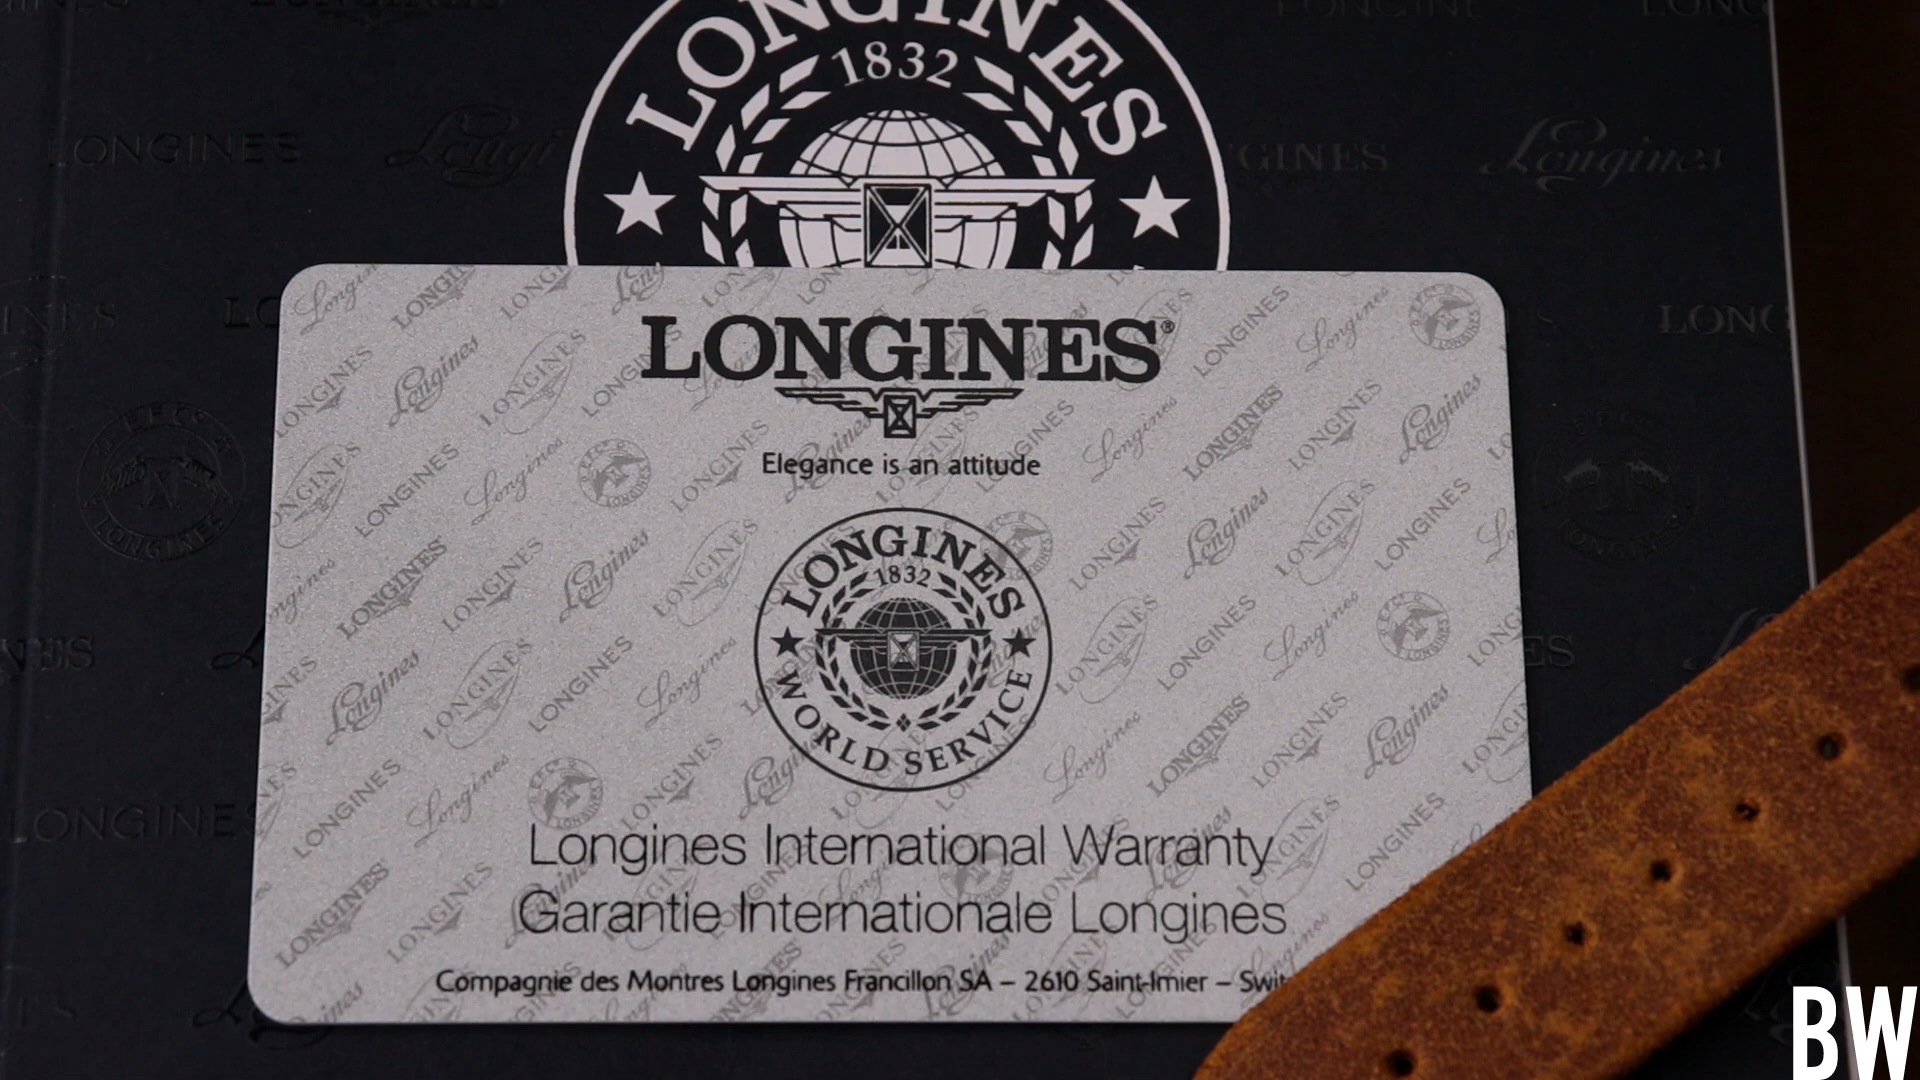 LONGINES
1832
LONGINES®
Elegance is an attitude
LONGINES
1832
WORLD SERVICE
Longines International Warranty
Garantie Internationale Longines
Compagnie des Montres Longines Francillon SA – 2610 Saint-Imier –
BW